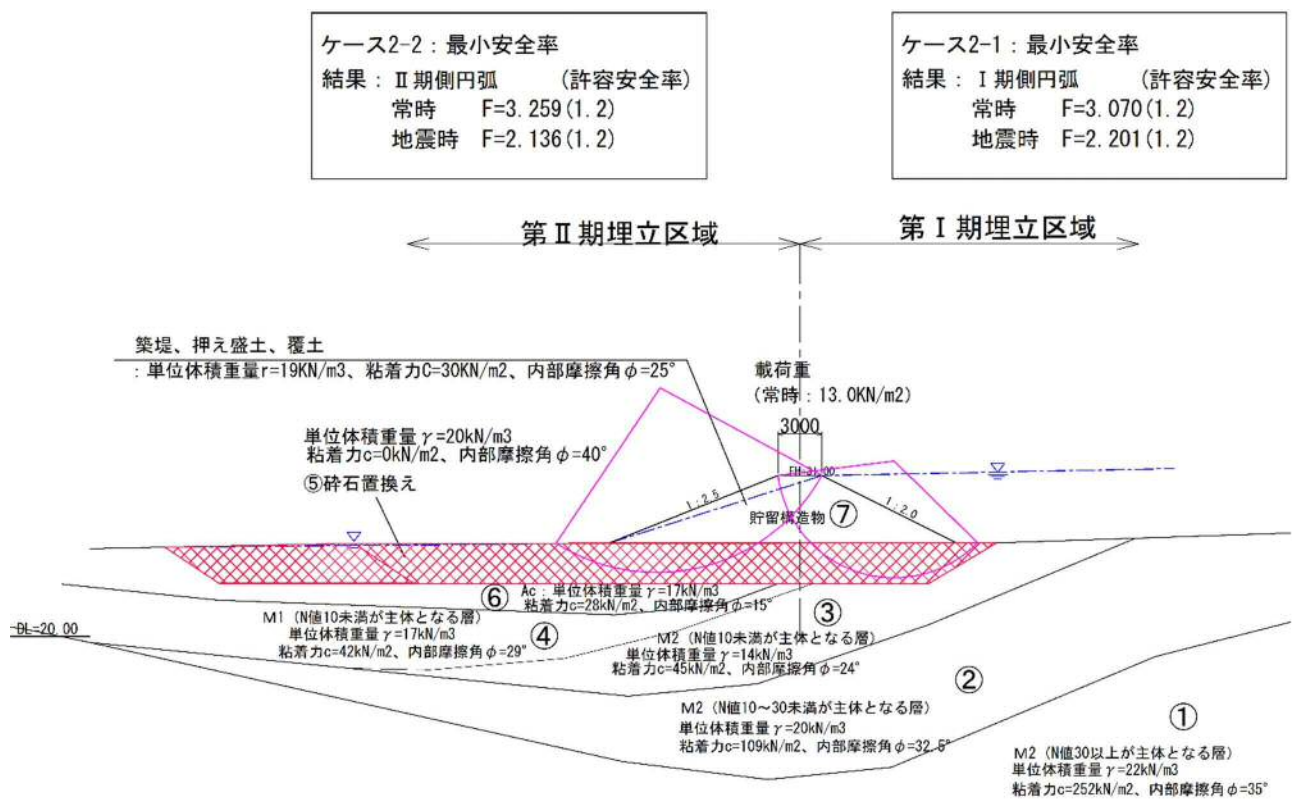 ケース2-2：最小安全率
結果：Ⅱ期側円弧　　(許容安全率)
常時　F=3.259(1.2)
地震時　F=2.136(1.2)
ケース2-1：最小安全率
結果：Ⅰ期側円弧　　(許容安全率)
常時　F=3.070(1.2)
地震時　F=2.201(1.2)
第Ⅱ期埋立区域
第Ⅰ期埋立区域
築堤、押え盛土、覆土
：単位体積重量r=19KN/m3、粘着力C=30KN/m2、内部摩擦角φ=25°
載荷重
(常時：13.0KN/m2)
3000
単位体積重量γ=20kN/m3
粘着力c=0kN/m2、内部摩擦角φ=40°
⑤砕石置換え
1:2.5
1:2.0
貯留構造物
⑦
⑥
Ac：単位体積重量γ=17kN/m3
粘着力c=28kN/m2、内部摩擦角φ=15°
③
M1 (N値10未満が主体となる層)
単位体積重量γ=17kN/m3
粘着力c=42kN/m2、内部摩擦角φ=29°
④
DL=20.00
M2 (N値10未満が主体となる層)
単位体積重量γ=14kN/m3
粘着力c=45kN/m2、内部摩擦角φ=24°
②
M2 (N値10～30未満が主体となる層)
単位体積重量γ=20kN/m3
粘着力c=109kN/m2、内部摩擦角φ=32.5°
①
M2 (N値30以上が主体となる層)
単位体積重量γ=22kN/m3
粘着力c=252kN/m2、内部摩擦角φ=35°